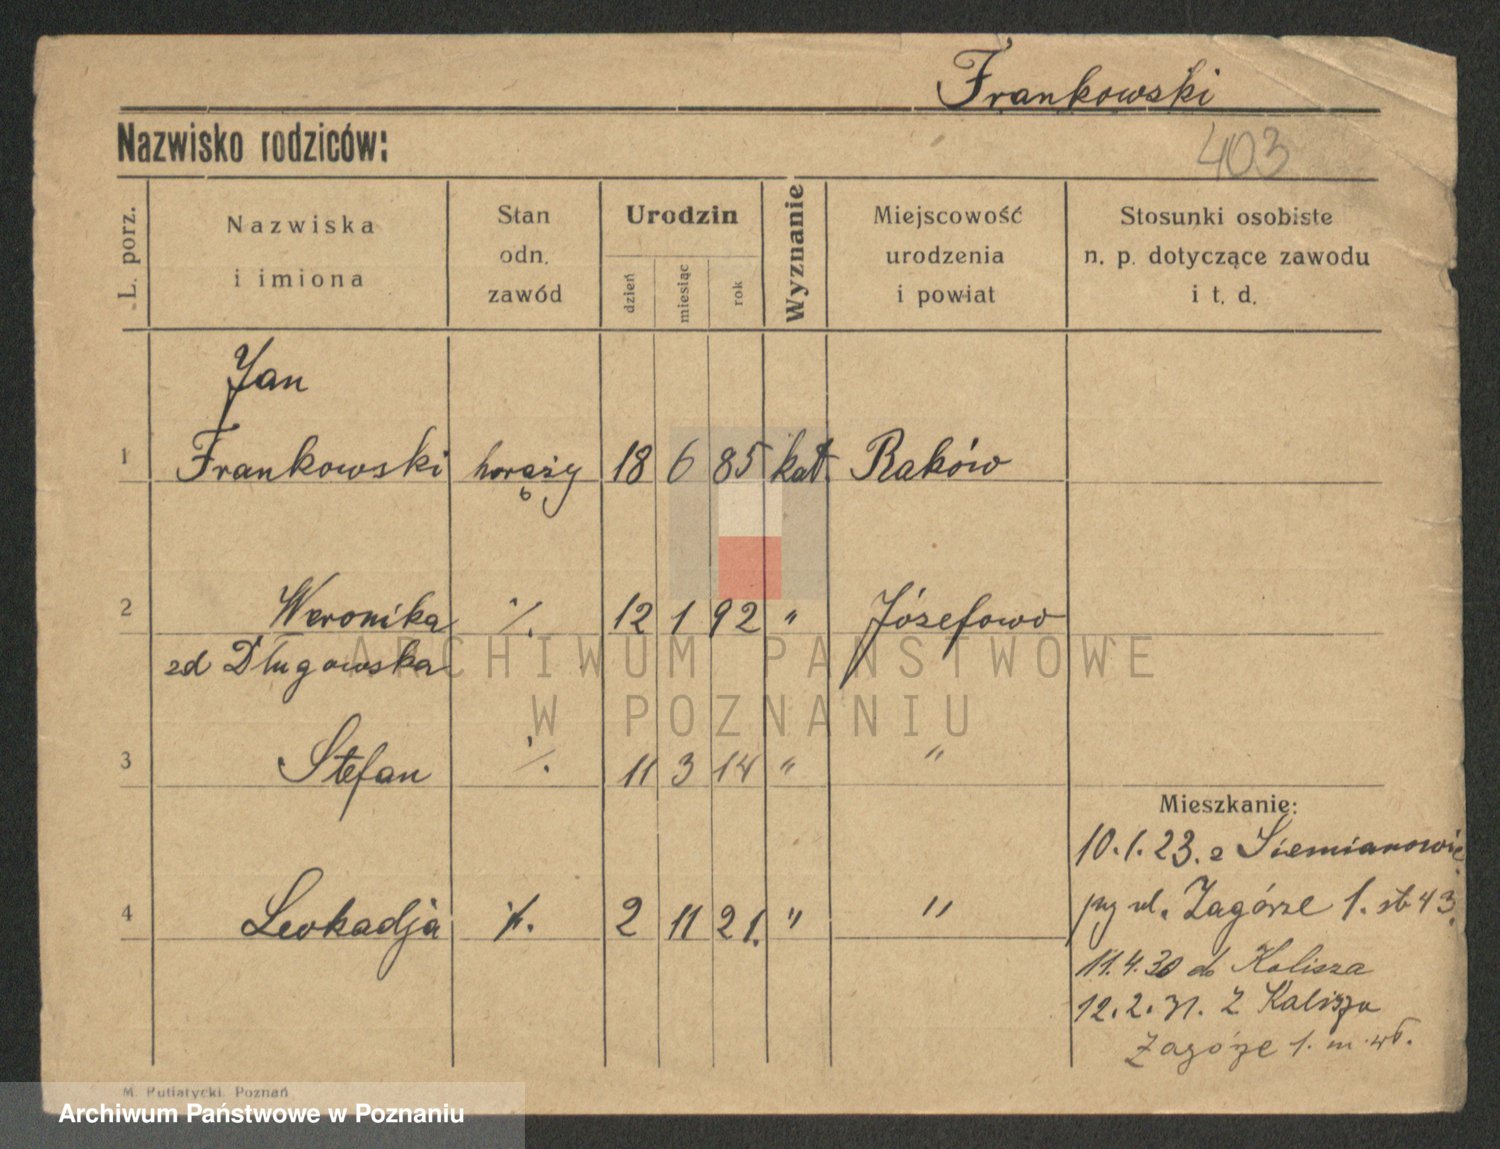 Frankowski
Nazwisko rodziców:
403
L. porz.
Nazwiska
i imiona
Stan
odn.
zawód
Urodzin
dzień
miesiąc
rok
Wyznanie
Miejscowość
urodzenia
i powiat
Stosunki osobiste
n. p. dotyczące zawodu
i t. d.
Jan
1 Frankowski horąży 18 6 85 kat. Raków
2 Weronika ·/. 12 1 92 " Józefowo
zd Długowska
ARCHIWUM PAŃSTWOWE
W POZNANIU
3 Stefan ·/. 11 3 14 " "
Mieszkanie:
10.1.23. z Siemianowic
4 Leokadja ·/. 2 11 21. " "
ul. Zagórze 1. 43.
11.4.30 do Kalisza
12.2.31. Z Kalisza
Zagórze 1. m.
M. Putiatycki. Poznań
Archiwum Państwowe w Poznaniu